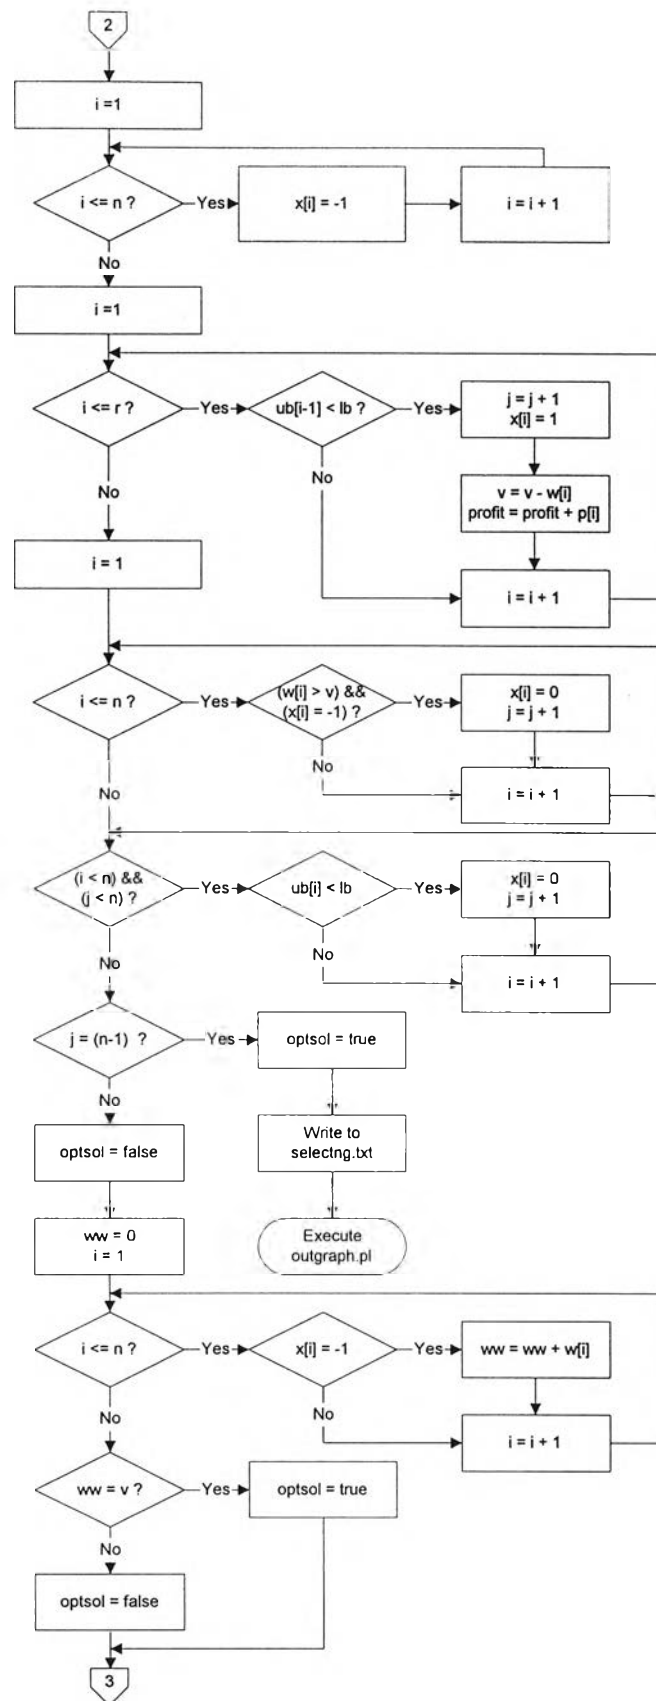 2
i =1
i <= n ?
Yes
x[i] = -1
i = i + 1
No
i=1
i <= r ?
Yes
ub[i-1] < lb ?
Yes
j = j + 1
x[i] = 1
No
No
v = v - w[i]
profit = profit + p[i]
i = 1
i = i + 1
i <= n ?
Yes
(w[i] > v) &&
(x[i] = -1) ?
Yes
x[i] = 0
j = j + 1
No
No
i = i + 1
(i < n) &&
(j < n) ?
Yes
ub[i] < lb
Yes
x[i] = 0
j = j + 1
No
No
i = i + 1
j = (n-1) ?
Yes
optsol = true
No
optsol = false
Write to
selectng.txt
ww = 0
i = 1
Execute
outgraph.pl
i <= n ?
Yes
x[i] = -1
Yes
ww = ww + w[i]
No
No
i = i + 1
ww = v ?
Yes
optsol = true
No
optsol = false
3